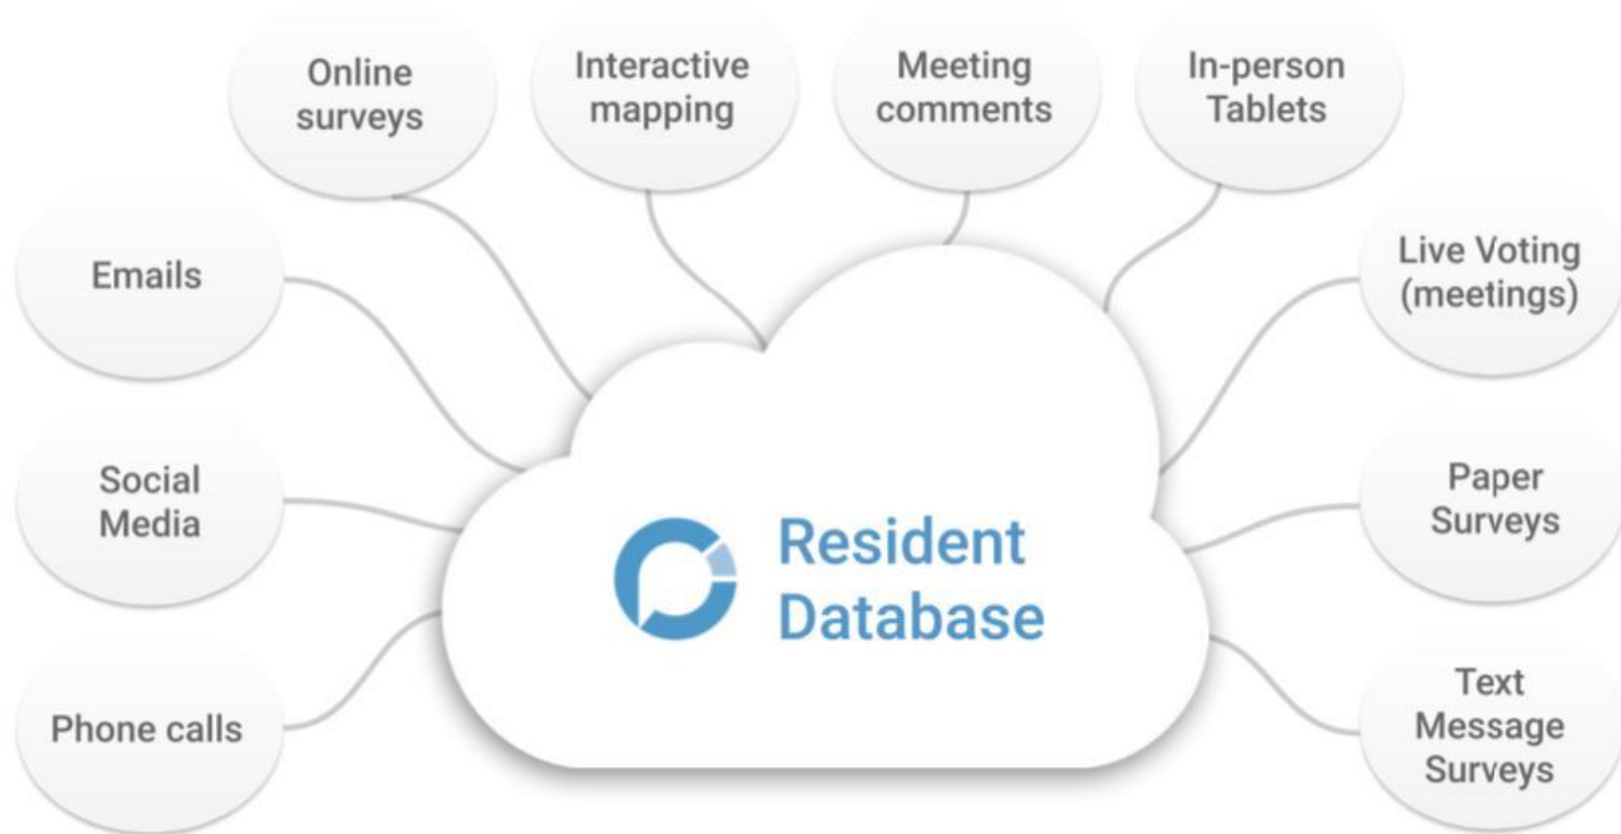 Online
surveys
Interactive
mapping
Meeting
comments
In-person
Tablets
Emails
Live Voting
(meetings)
Social
Media
Paper
Surveys
Resident
Database
Phone calls
Text
Message
Surveys